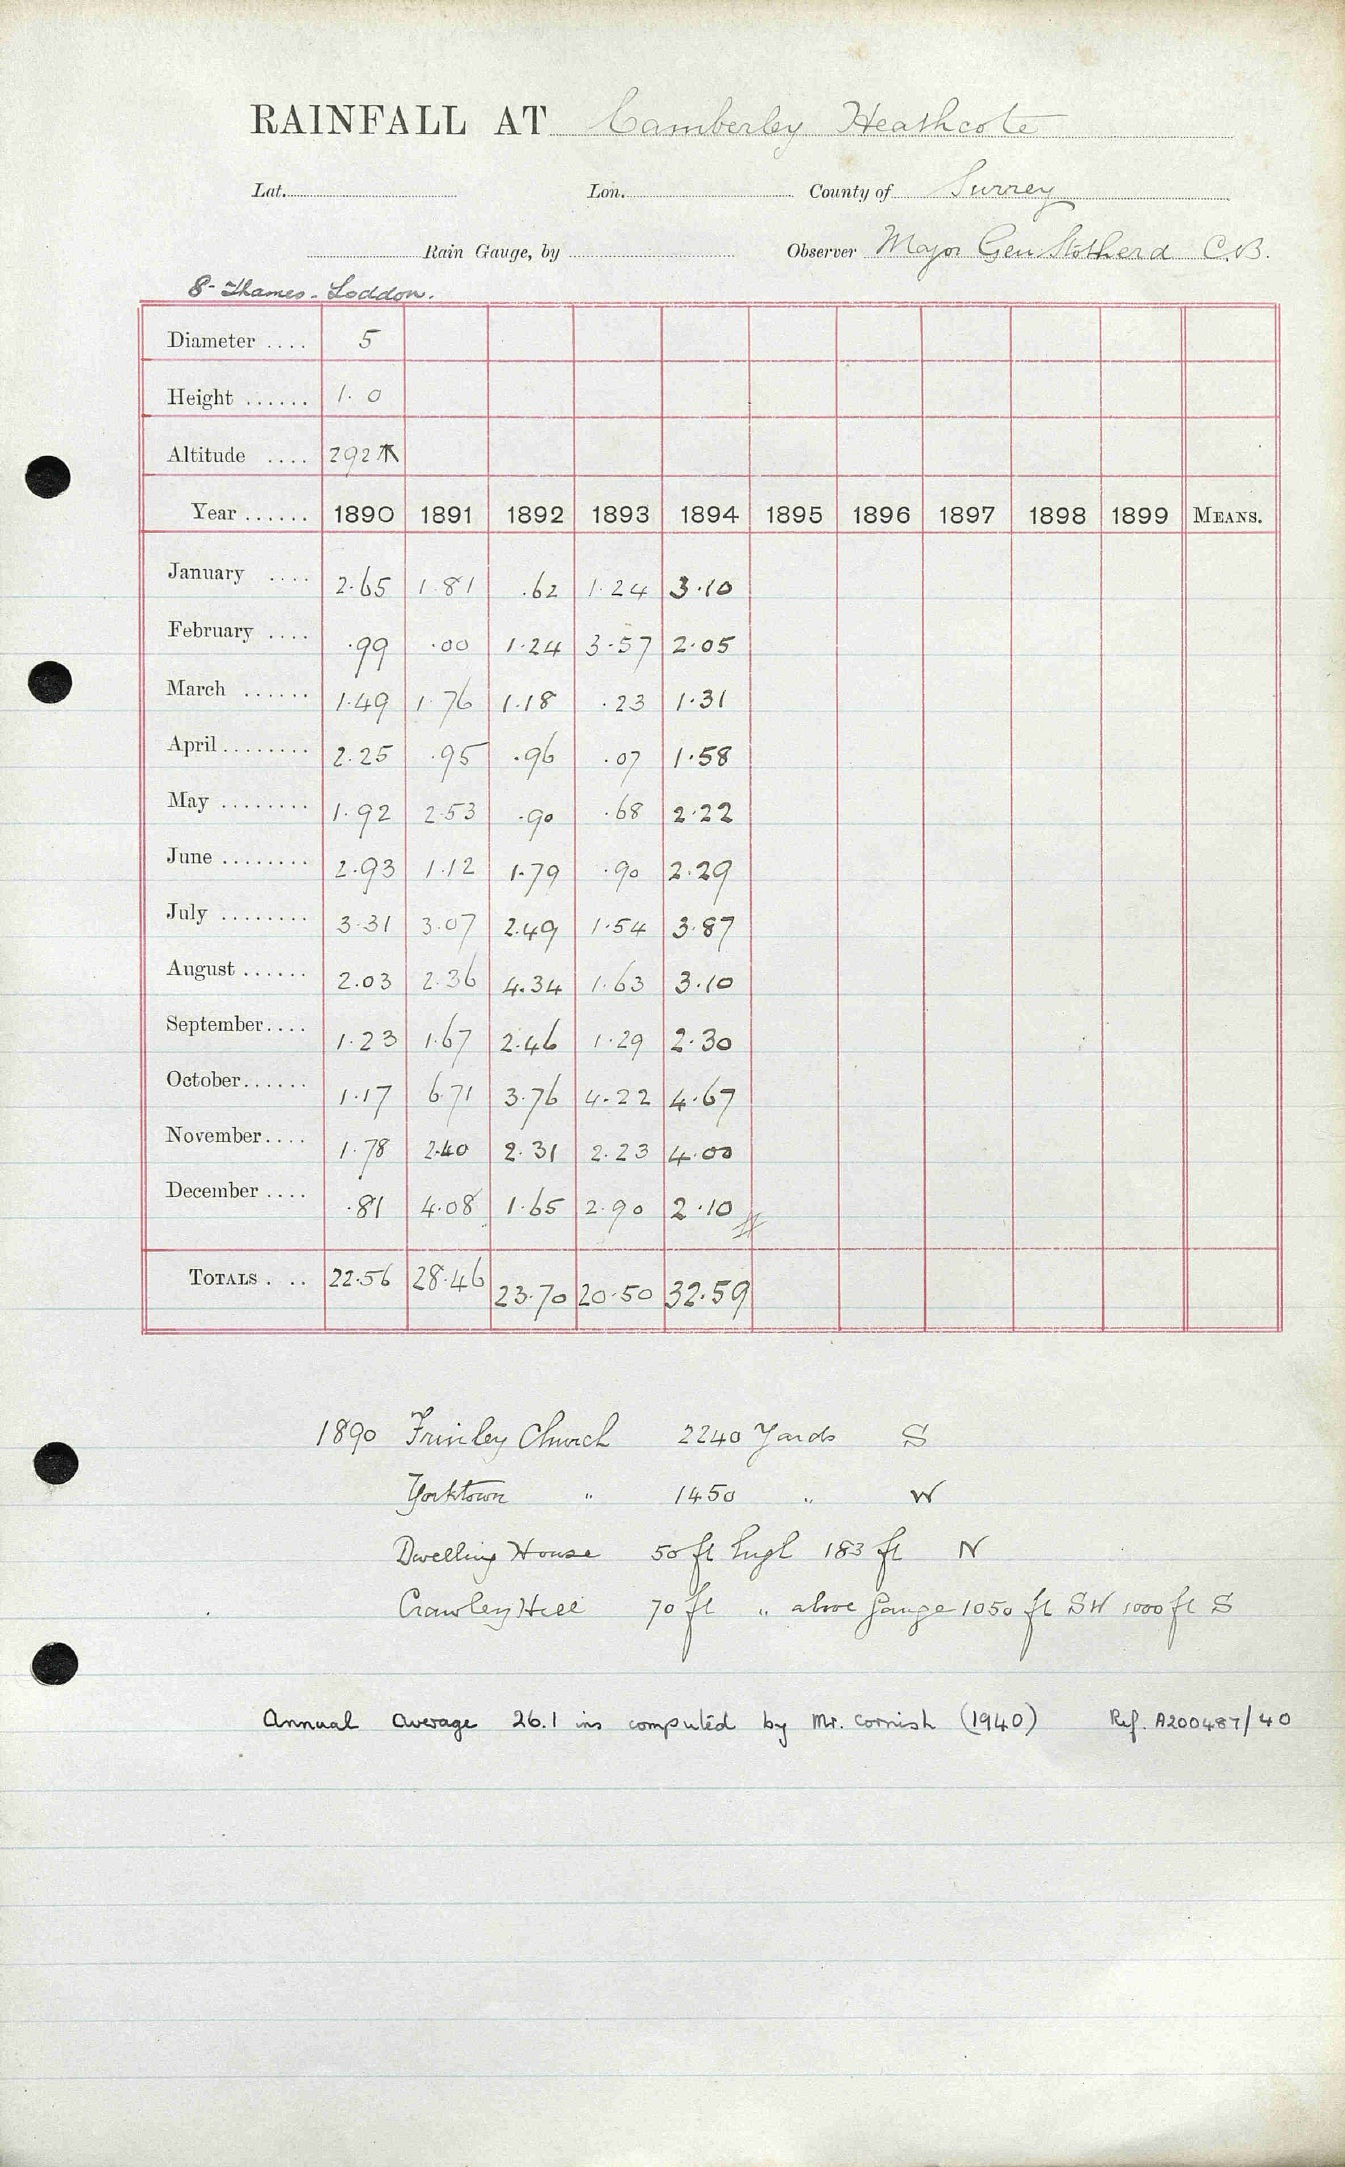 RAINFALL AT Camberley Heathcote
Lat. Lon. County of Surrey
Rain Gauge, by Observer Major Gen Stotherd C.B.
8- Thames - Loddon.
Diameter .... 5
Height ...... 1. 0
Altitude .... 292
Year ...... 1890 1891 1892 1893 1894 1895 1896 1897 1898 1899 MEANS.
January .... 2.65 1.81 .62 1.24 3.10
February .... .99 .00 1.24 3.57 2.05
March ...... 1.49 1.76 1.18 .23 1.31
April ........ 2.25 .95 .96 .07 1.58
May ........ 1.92 2.53 .90 .68 2.22
June ........ 2.93 1.12 1.79 .90 2.29
July ........ 3.31 3.07 2.49 1.54 3.87
August ...... 2.03 2.36 4.34 1.63 3.10
September.... 1.23 1.67 2.46 1.29 2.30
October...... 1.17 6.71 3.76 4.22 4.67
November.... 1.78 2.40 2.31 2.23 4.00
December .... .81 4.08 1.65 2.90 2.10
TOTALS . .. 22.56 28.46 23.70 20.50 32.59
1890 Frimley Church 2240 Yards S
Yorktown " 1450 " W
Dwelling House 50 ft high 183 ft N
Crawley Hill 70 ft " above gauge 1050 ft SW 1000 ft S
Annual average 26.1 ins computed by Mr. Cornish (1940) Ref. A200487/40